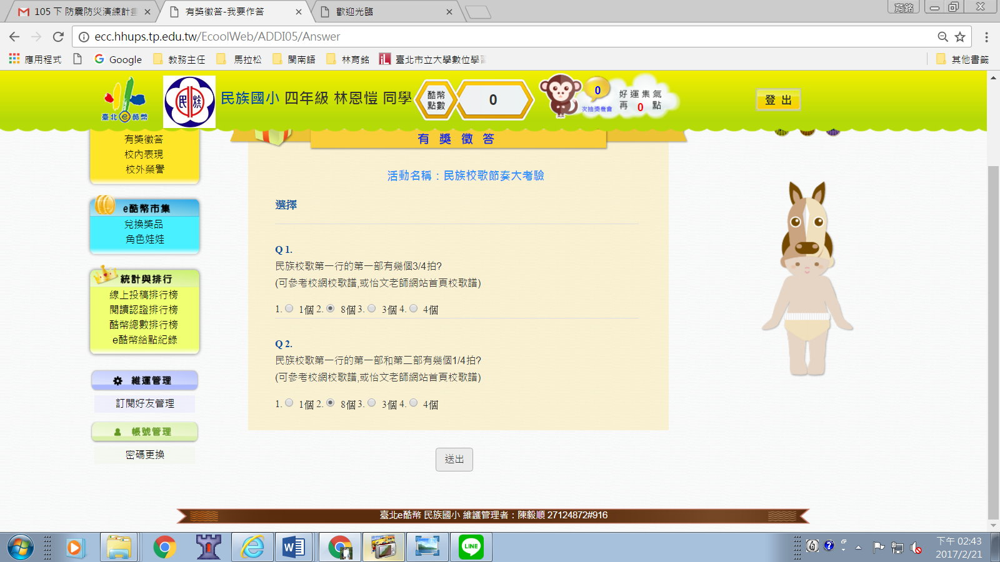 105 下 防震防災演練計畫
有獎徵答-我要作答
歡迎光臨
育銘
ecc.hhups.tp.edu.tw/EcoolWeb/ADDI05/Answer
應用程式 Google 教務主任 馬拉松 閩南語 林育銘 臺北市立大學數位學習 其他書籤
臺北e酷幣
民族
民族國小 四年級 林恩愷 同學
酷幣點數
0
0
次抽獎機會
好運集氣
再 0 點
登出
有獎徵答
校內表現
校外榮譽
e酷幣市集
兌換獎品
角色娃娃
統計與排行
線上投稿排行榜
閱讀認證排行榜
酷幣總數排行榜
e酷幣給點紀錄
維運管理
訂閱好友管理
帳號管理
密碼更換
有獎徵答
活動名稱：民族校歌節奏大考驗
選擇
Q 1.
民族校歌第一行的第一部有幾個3/4拍?
(可參考校網校歌譜,或怡文老師網站首頁校歌譜)
1. 1個 2. 8個 3. 3個 4. 4個
Q 2.
民族校歌第一行的第一部和第二部有幾個1/4拍?
(可參考校網校歌譜,或怡文老師網站首頁校歌譜)
1. 1個 2. 8個 3. 3個 4. 4個
送出
臺北e酷幣 民族國小 維護管理者：陳毅順 27124872#916
LINE
下午 02:43
2017/2/21